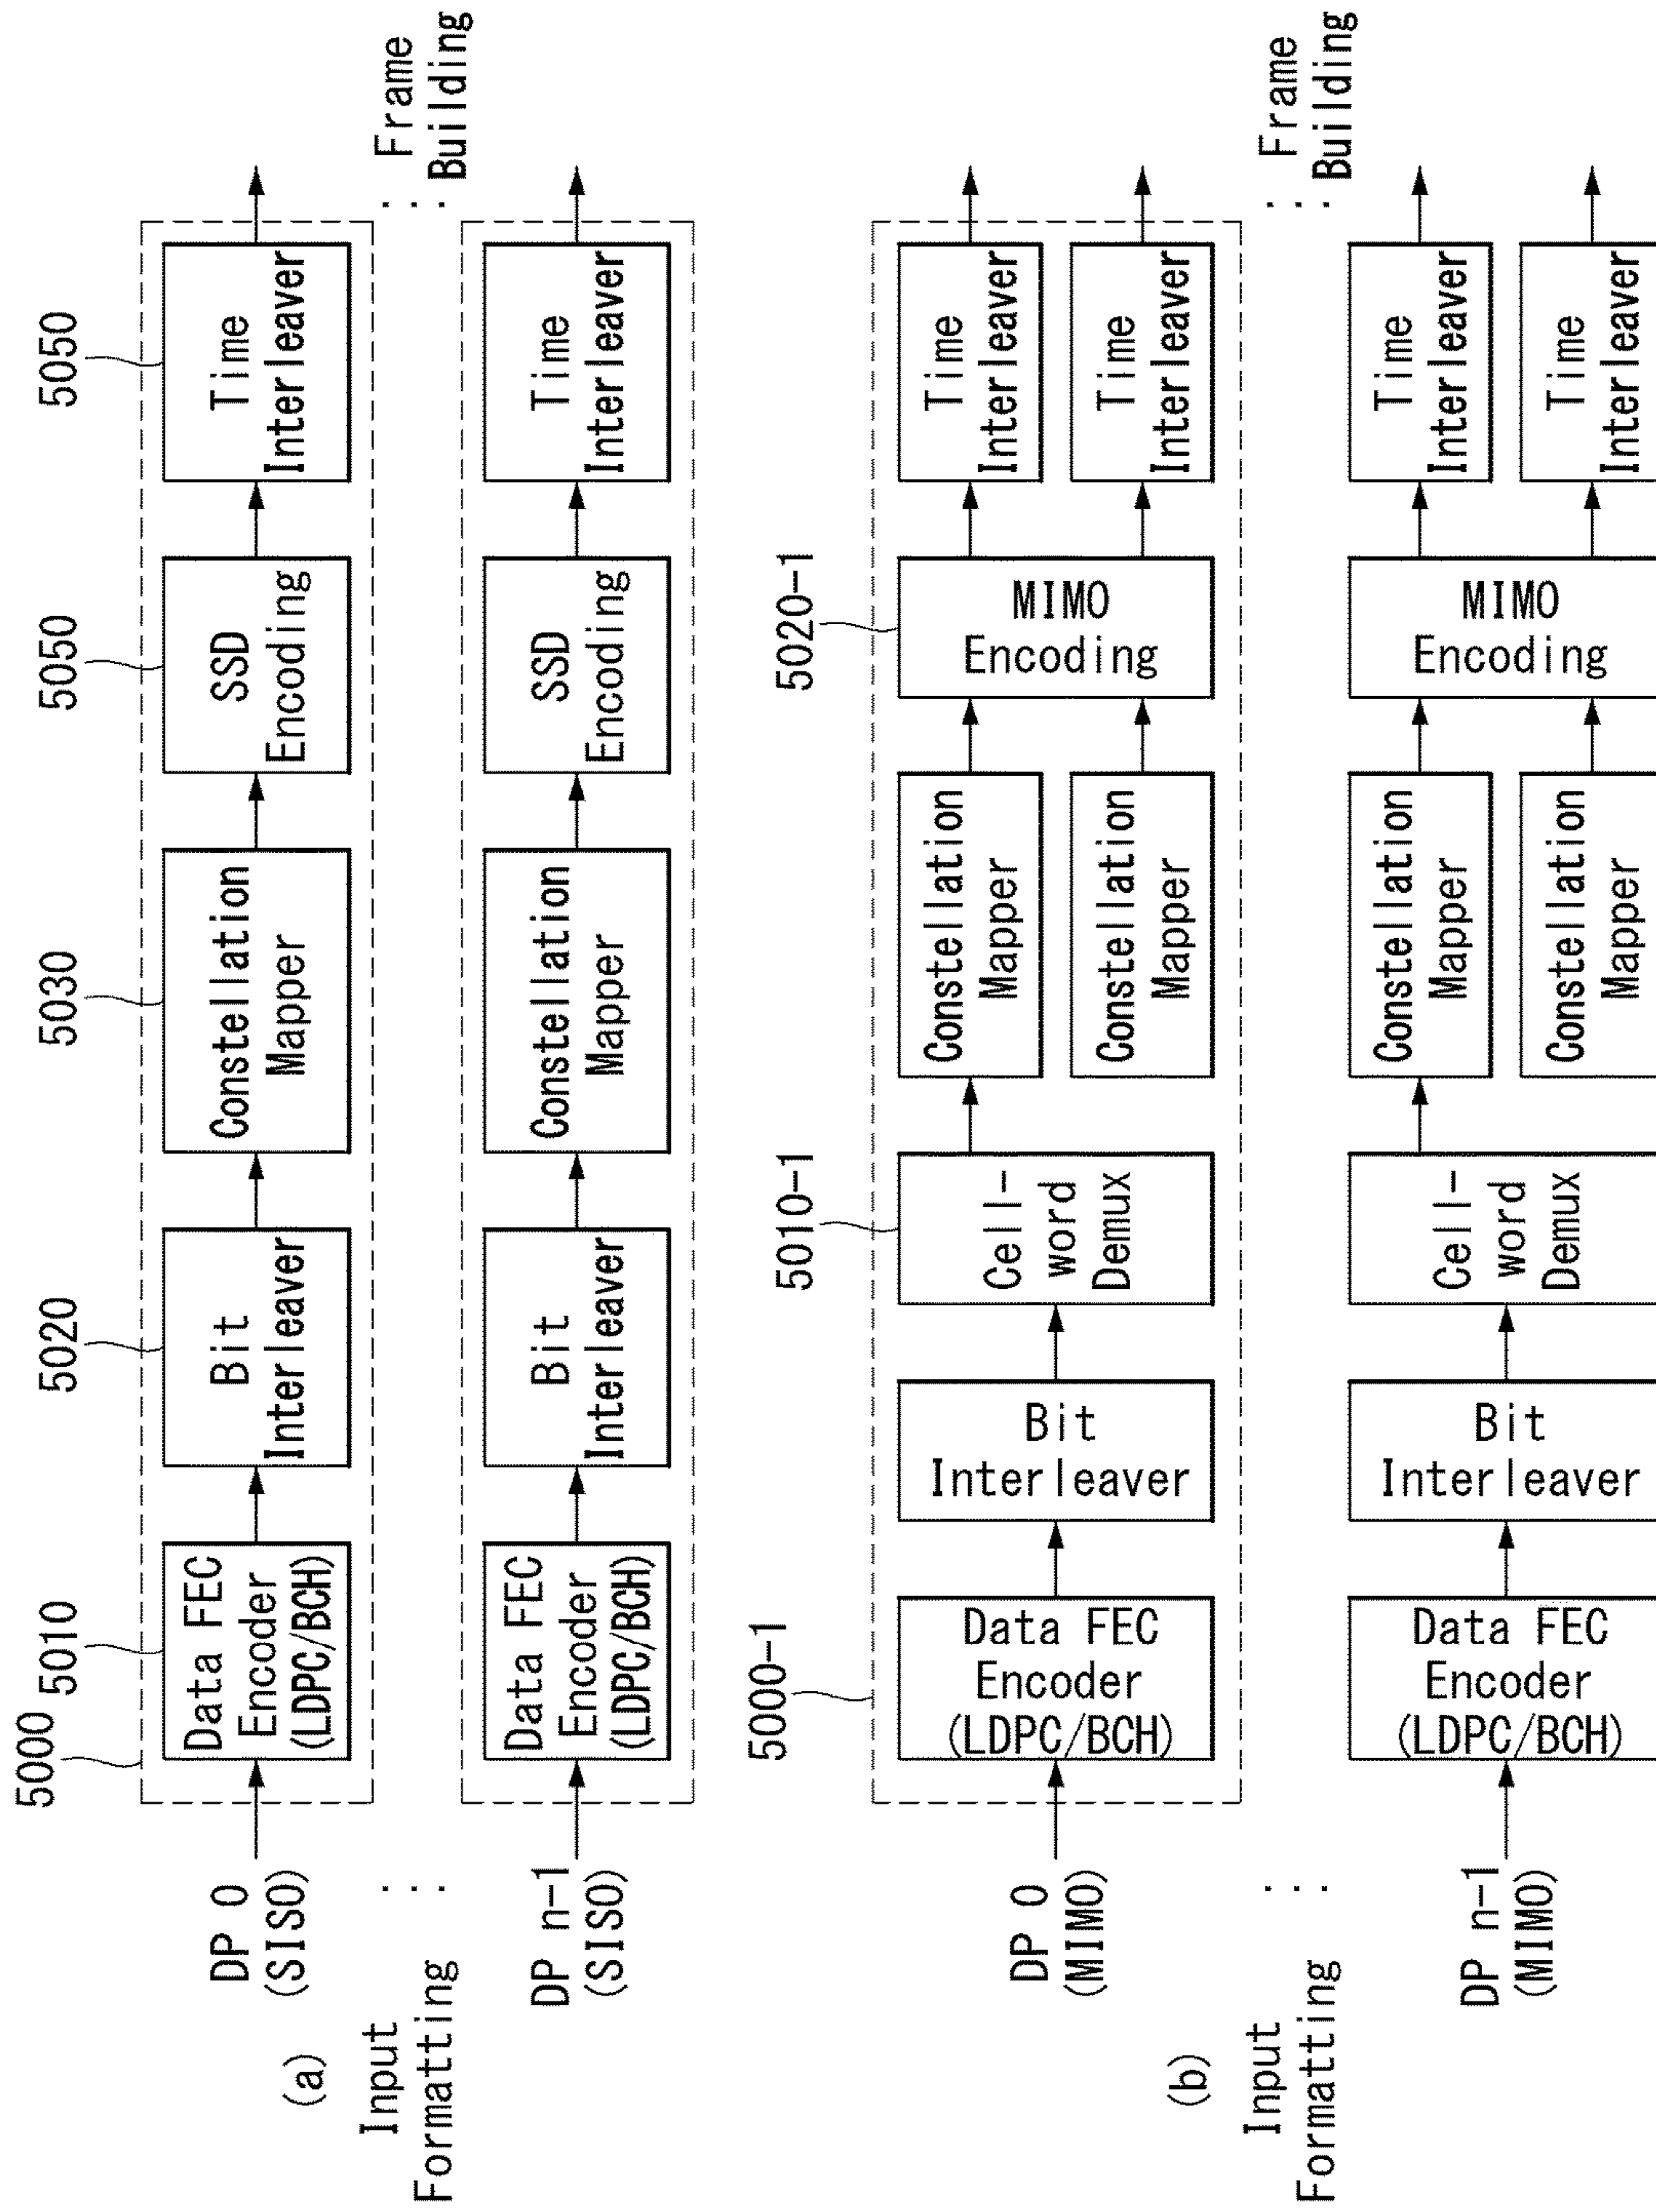 (a)
5000
5010
5020
5030
5050
5050
DP 0
(SISO)
Data FEC
Encoder
(LDPC/BCH)
Bit
Interleaver
Constellation
Mapper
SSD
Encoding
Time
Interleaver
Input
Formatting
⋮
⋮
Frame
Building
DP n-1
(SISO)
Data FEC
Encoder
(LDPC/BCH)
Bit
Interleaver
Constellation
Mapper
SSD
Encoding
Time
Interleaver
(b)
5000-1
5010-1
5020-1
DP 0
(MIMO)
Data FEC
Encoder
(LDPC/BCH)
Bit
Interleaver
Cell-
word
Demux
Constellation
Mapper
Constellation
Mapper
MIMO
Encoding
Time
Interleaver
Time
Interleaver
Input
Formatting
⋮
⋮
Frame
Building
DP n-1
(MIMO)
Data FEC
Encoder
(LDPC/BCH)
Bit
Interleaver
Cell-
word
Demux
Constellation
Mapper
Constellation
Mapper
MIMO
Encoding
Time
Interleaver
Time
Interleaver